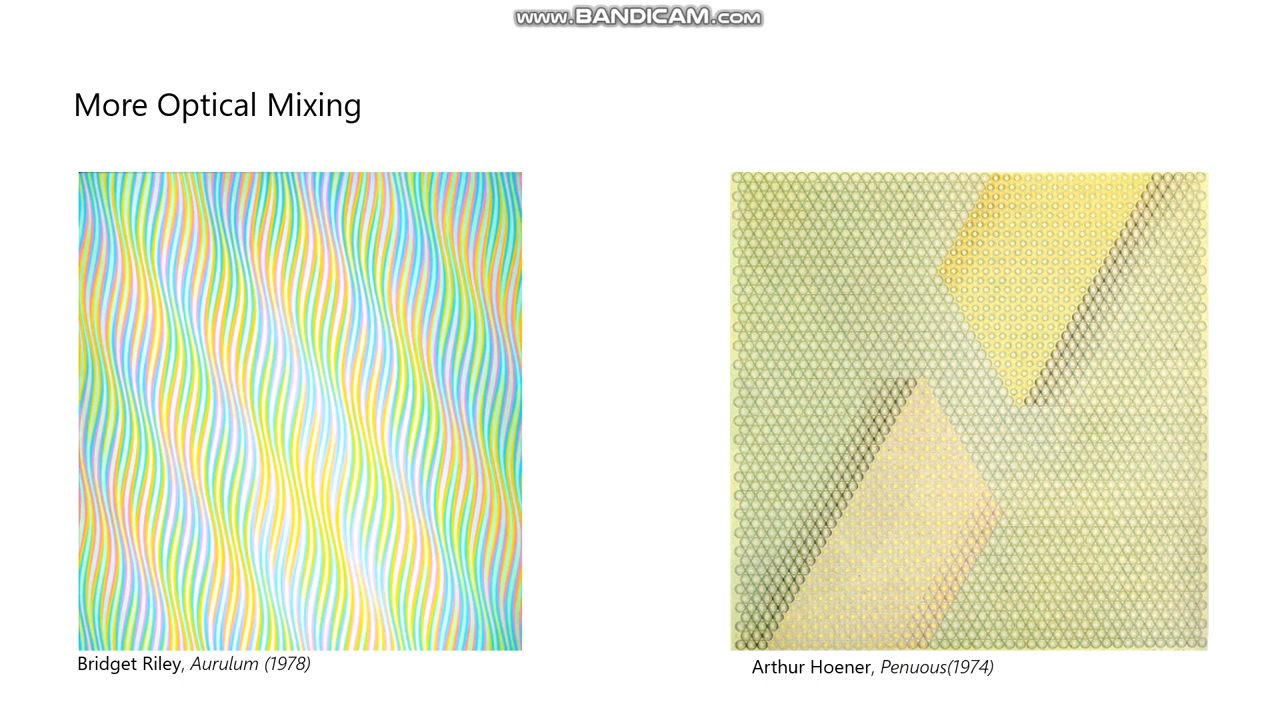 www.BANDICAM.com
More Optical Mixing
Bridget Riley, Aurulum (1978)
Arthur Hoener, Penuous(1974)